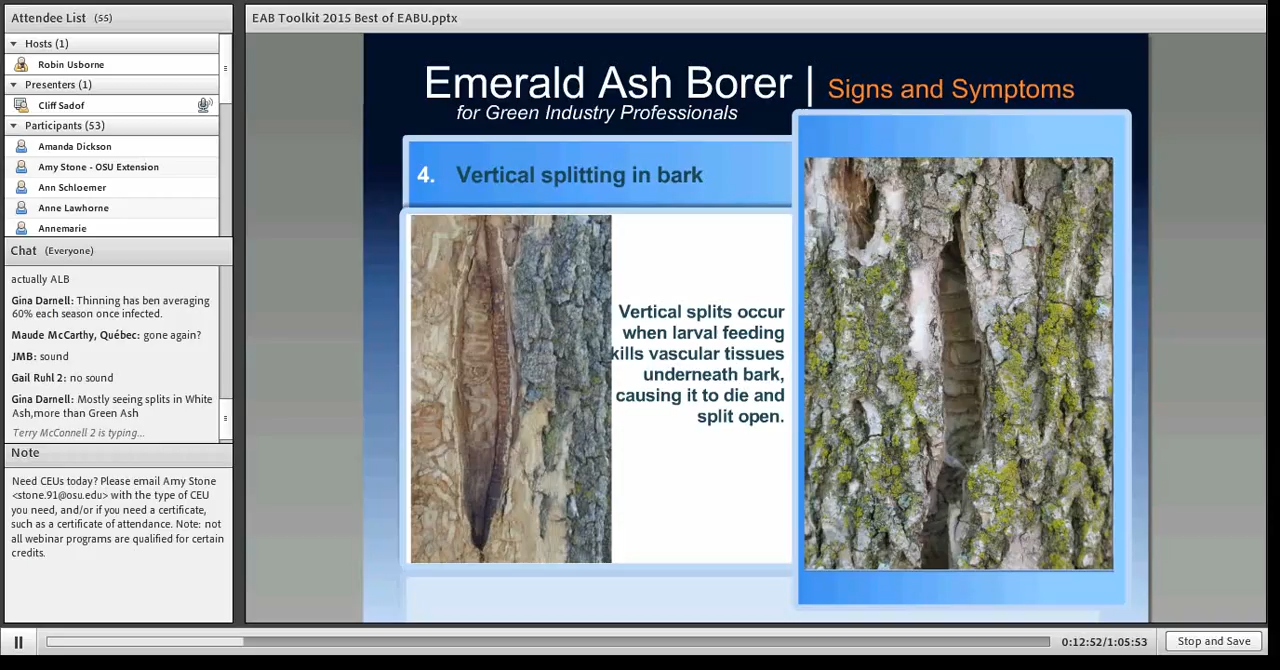 Attendee List (55)
Hosts (1)
Robin Usborne
Presenters (1)
Cliff Sadof
Participants (53)
Amanda Dickson
Amy Stone - OSU Extension
Ann Schloemer
Anne Lawhorne
Annemarie
Chat (Everyone)
actually ALB
Gina Darnell: Thinning has ben averaging
60% each season once infected.
Maude McCarthy, Québec: gone again?
JMB: sound
Gail Ruhl 2: no sound
Gina Darnell: Mostly seeing splits in White
Ash,more than Green Ash
Terry McConnell 2 is typing...
Note
Need CEUs today? Please email Amy Stone
<stone.91@osu.edu> with the type of CEU
you need, and/or if you need a certificate,
such as a certificate of attendance. Note: not
all webinar programs are qualified for certain
credits.
EAB Toolkit 2015 Best of EABU.pptx
Emerald Ash Borer | Signs and Symptoms
for Green Industry Professionals
4. Vertical splitting in bark
Vertical splits occur
when larval feeding
kills vascular tissues
underneath bark,
causing it to die and
split open.
0:12:52/1:05:53
Stop and Save